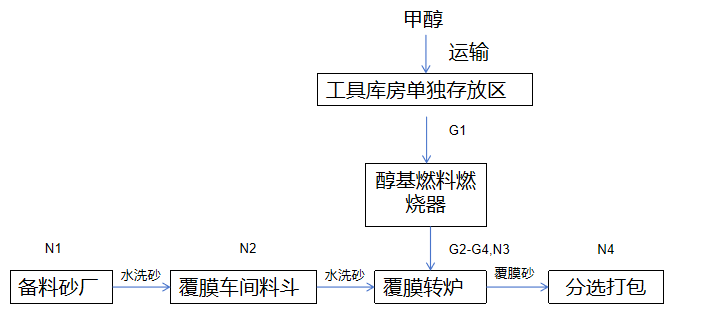 甲醇
运输
工具库房单独存放区
G1
醇基燃料燃
烧器
N1
N2
G2-G4,N3
N4
水洗砂
水洗砂
覆膜砂
备料砂厂
覆膜车间料斗
覆膜转炉
分选打包